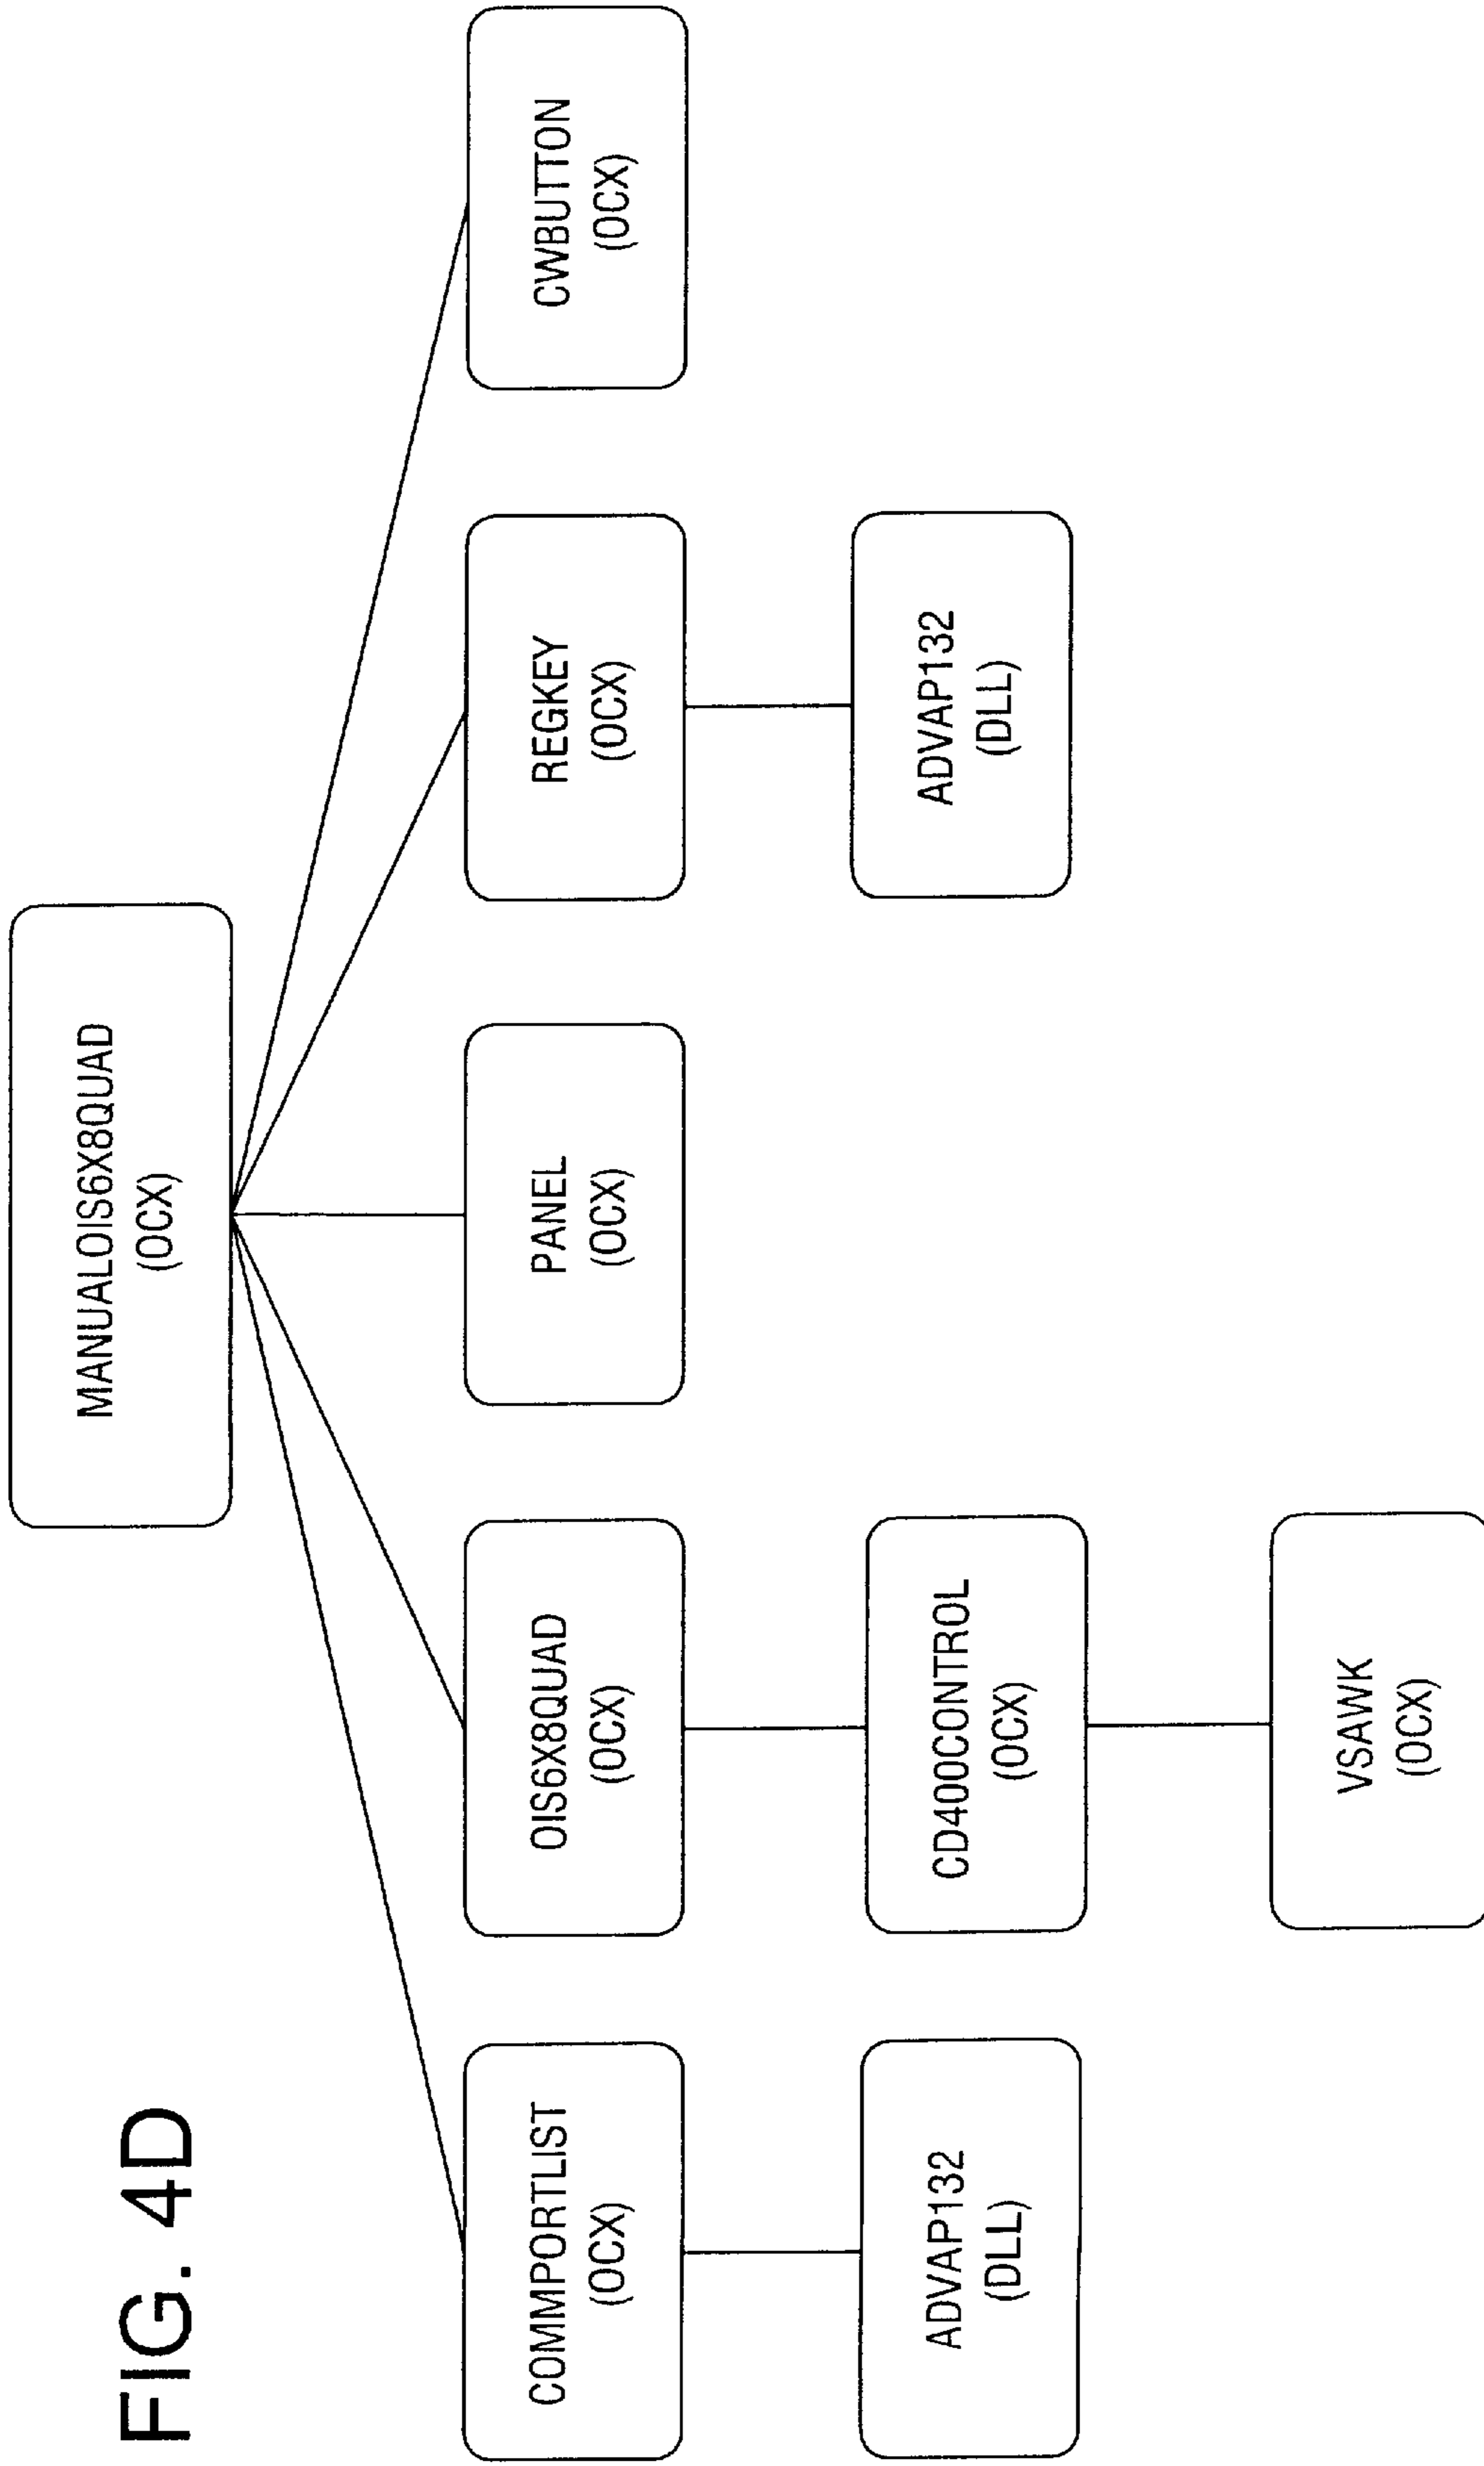 FIG. 4D
MANUALOIS6X8QUAD
(OCX)
COMMPORTLIST
(OCX)
OIS6X8QUAD
(OCX)
PANEL
(OCX)
REGKEY
(OCX)
CWBUTTON
(OCX)
ADVAP132
(DLL)
CD400CONTROL
(OCX)
ADVAP132
(DLL)
VSAWK
(OCX)